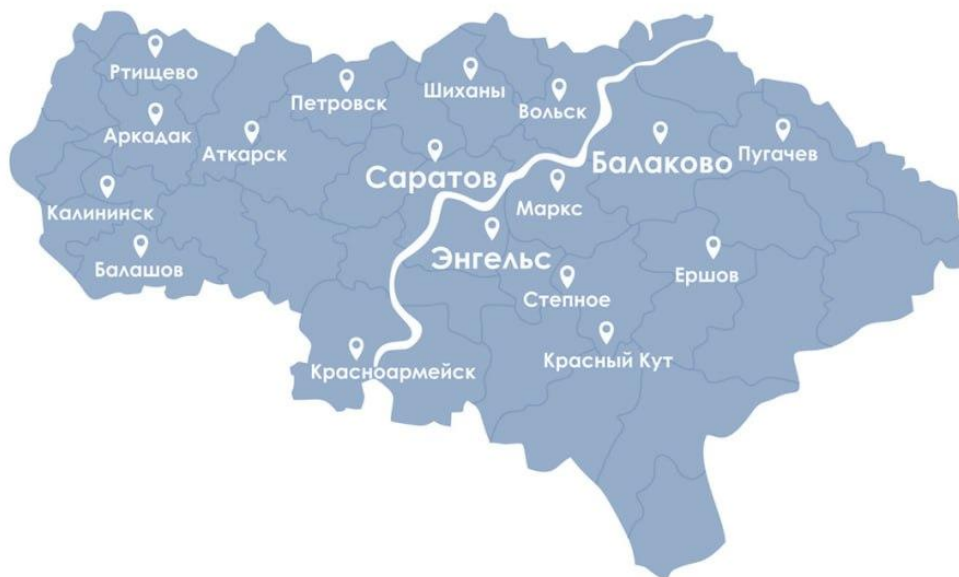 Ртищево
Петровск
Шиханы
Вольск
Аркадак
Аткарск
Саратов
Балаково
Пугачев
Калининск
Маркс
Балашов
Энгельс
Степное
Ершов
Красноармейск
Красный Кут